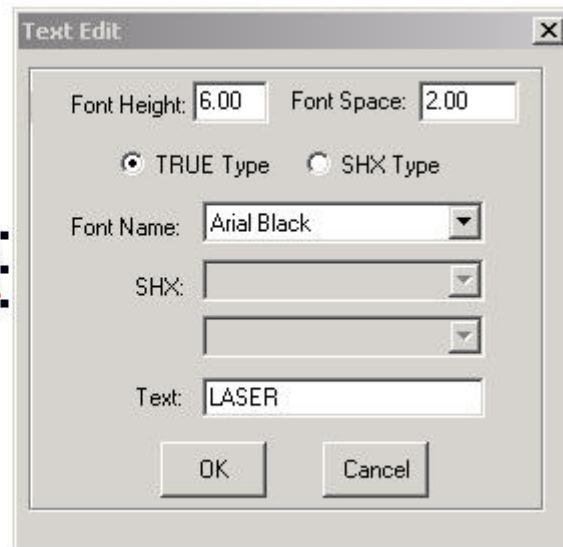 Text Edit
Font Height: 6.00 Font Space: 2.00
TRUE Type SHX Type
Font Name: Arial Black
SHX:
Text: LASER
OK Cancel